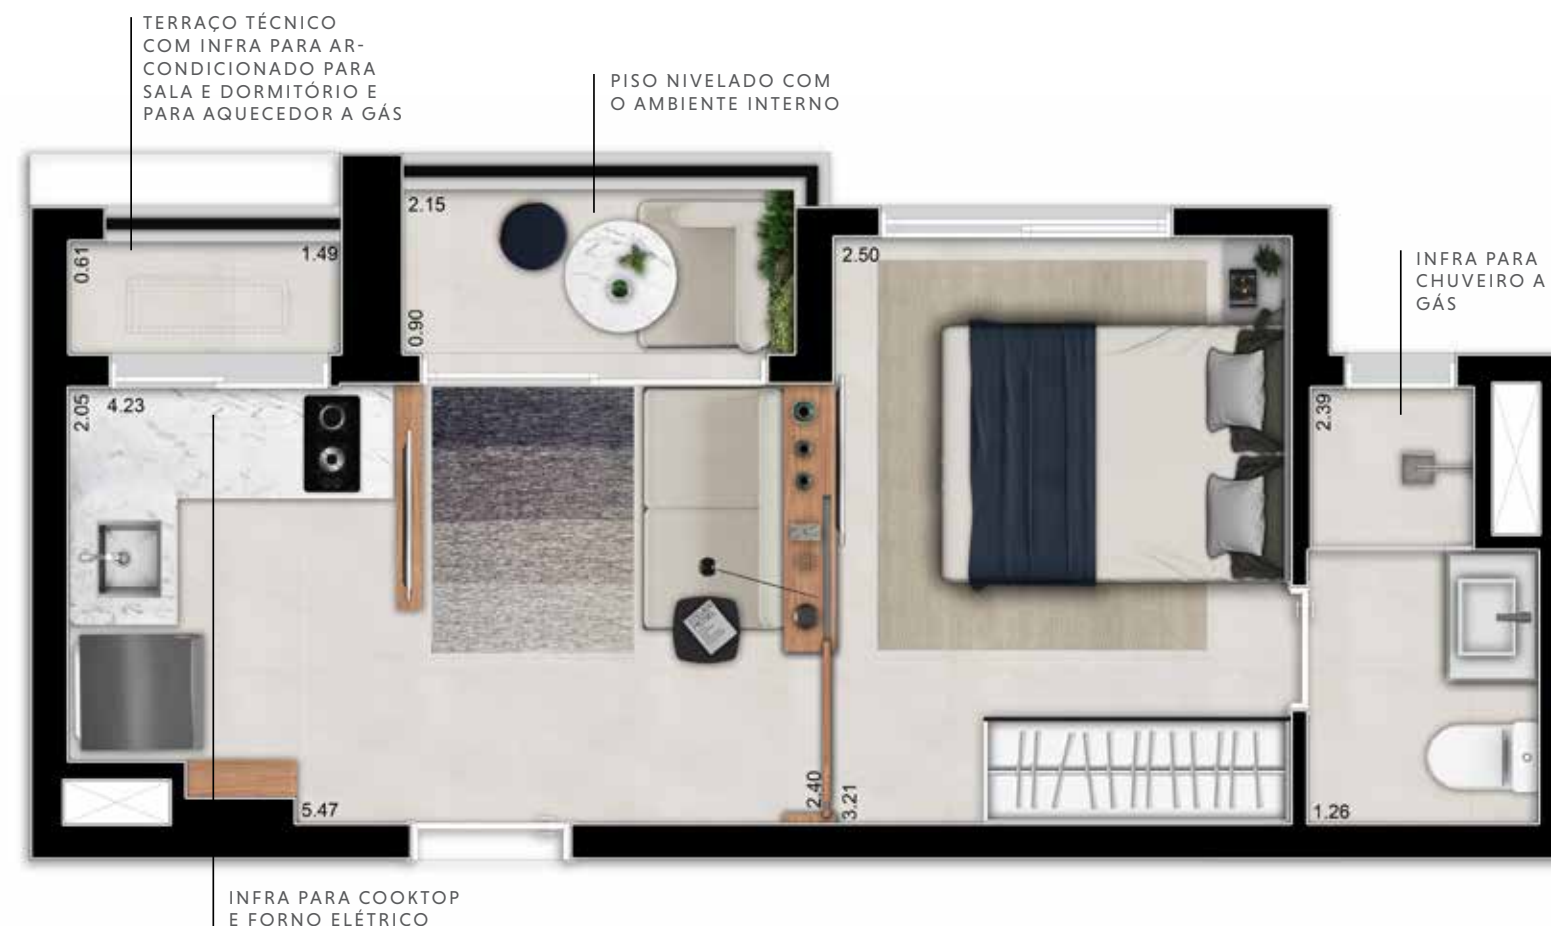 TERRAÇO TÉCNICO
COM INFRA PARA AR-
CONDICIONADO PARA
SALA E DORMITÓRIO E
PARA AQUECEDOR A GÁS
PISO NIVELADO COM
O AMBIENTE INTERNO
INFRA PARA
CHUVEIRO A
GÁS
2.15
0.61
1.49
2.50
0.90
2.05
4.23
2.39
5.47
2.40
3.21
1.26
INFRA PARA COOKTOP
E FORNO ELÉTRICO